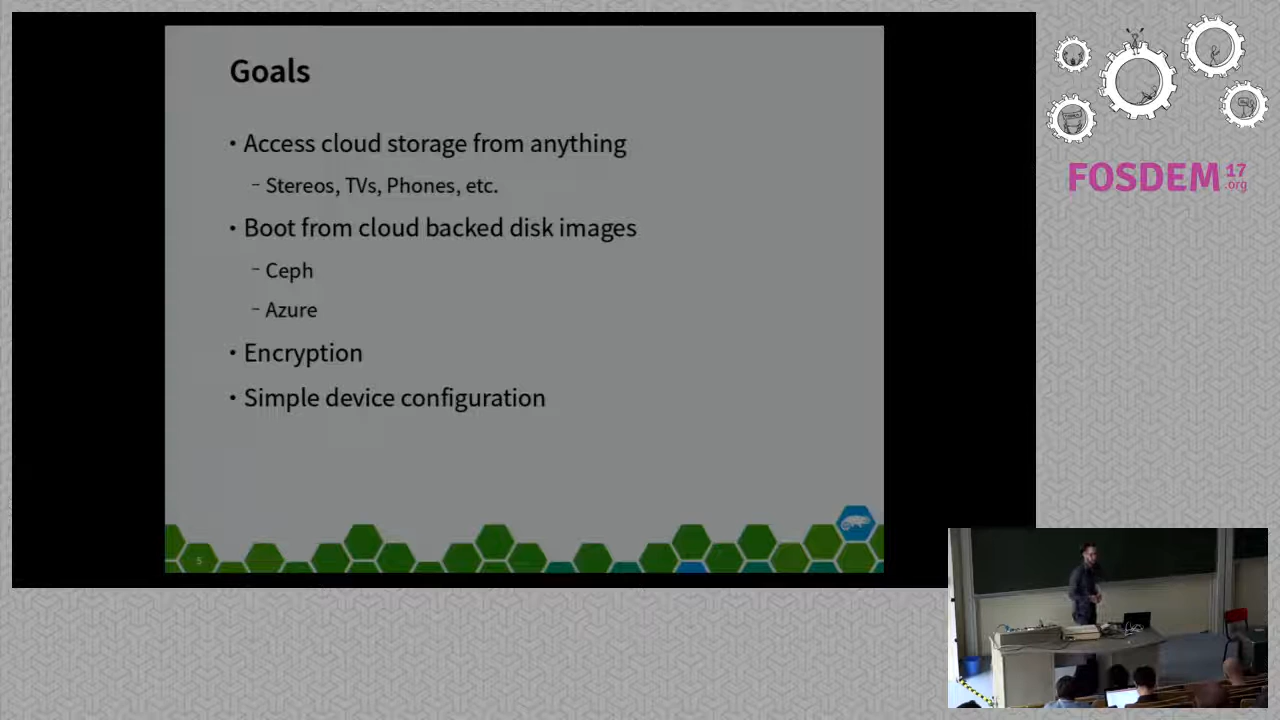 Goals
• Access cloud storage from anything
– Stereos, TVs, Phones, etc.
• Boot from cloud backed disk images
– Ceph
– Azure
• Encryption
• Simple device configuration
5
FOSDEM 17
.org